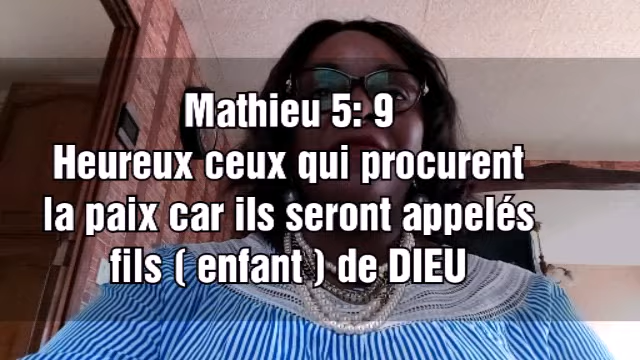 Mathieu 5: 9
Heureux ceux qui procurent
la paix car ils seront appelés
fils ( enfant ) de DIEU